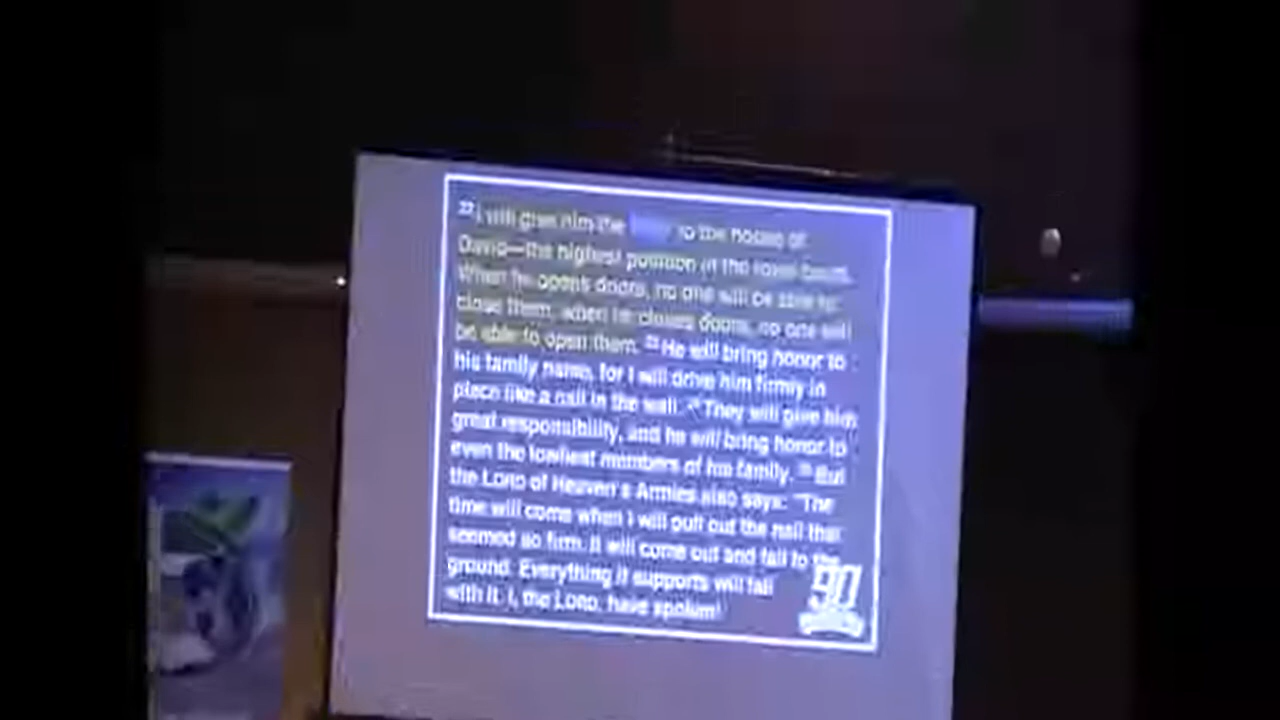 22 I will give him the to the house of
David—the highest position in the royal court.
When he opens doors, no one will be able to
close them; when he closes doors, no one will
be able to open them. 23 He will bring honor to
his family name, for I will drive him firmly in
place like a nail in the wall. 24 They will give him
great responsibility, and he will bring honor to
even the lowliest members of his family. 25 But
the LORD of Heaven's Armies also says: "The
time will come when I will pull out the nail that
seemed so firm. It will come out and fall to the
ground. Everything it supports will fall
with it. I, the LORD, have spoken!
90